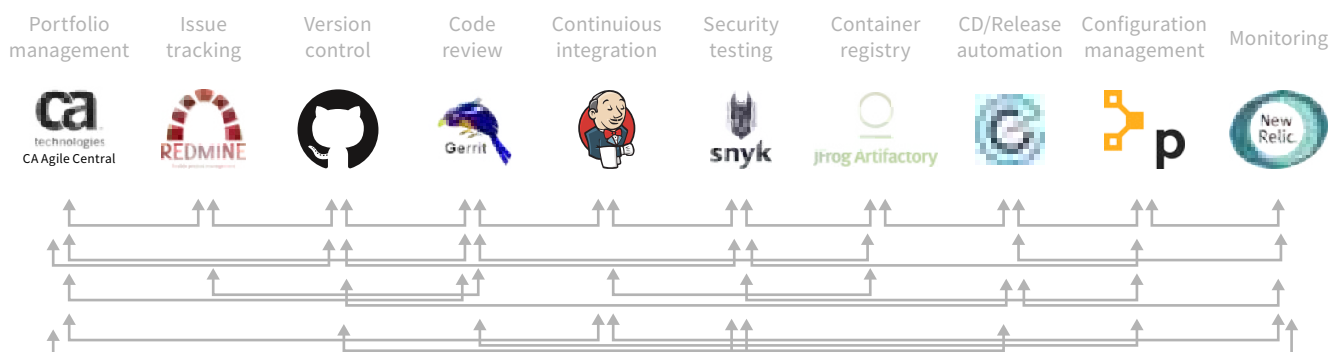 Portfolio
management
Issue
tracking
Version
control
Code
review
Continuious
integration
Security
testing
Container
registry
CD/Release
automation
Configuration
management
Monitoring
ca
technologies
CA Agile Central
REDMINE
Gerrit
snyk
JFrog Artifactory
G
p
New
Relic.